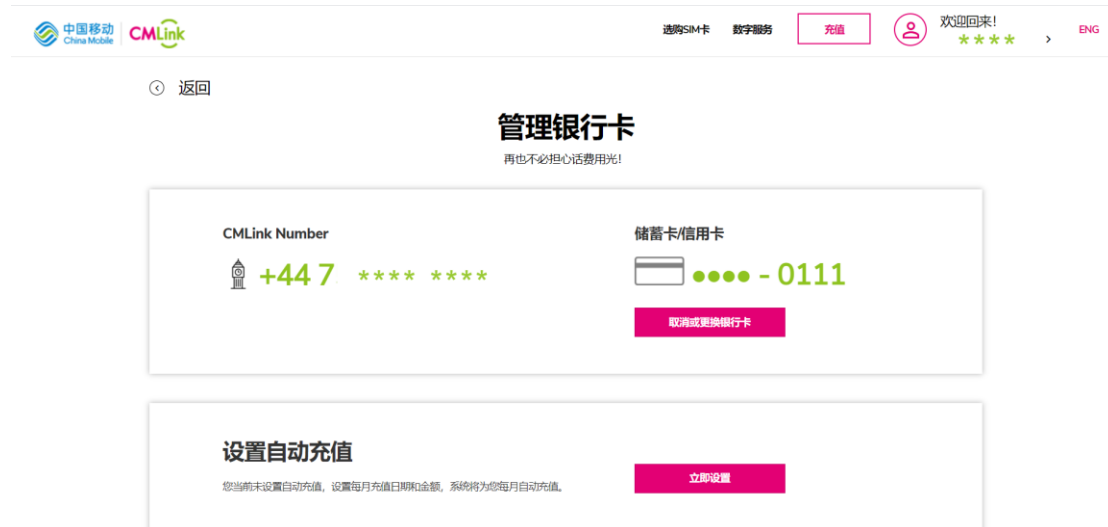 中国移动
China Mobile
CMLink
选购SIM卡 数字服务 充值 欢迎回来! ENG
****
返回
管理银行卡
再也不必担心话费用光!
CMLink Number 储蓄卡/信用卡
+44 7 **** **** ●●●● - 0111
取消或更换银行卡
设置自动充值
您当前未设置自动充值, 设置每月充值日期和金额, 系统将为您每月自动充值。
立即设置